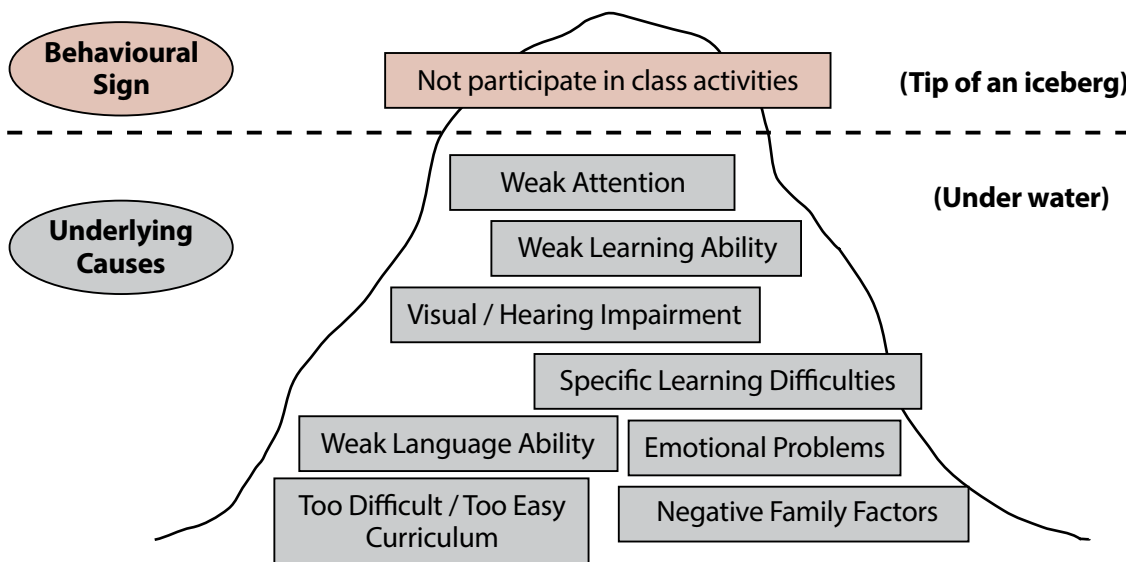 Behavioural
Sign
Not participate in class activities
(Tip of an iceberg)
Weak Attention
(Under water)
Underlying
Causes
Weak Learning Ability
Visual / Hearing Impairment
Specific Learning Difficulties
Weak Language Ability
Emotional Problems
Too Difficult / Too Easy
Curriculum
Negative Family Factors